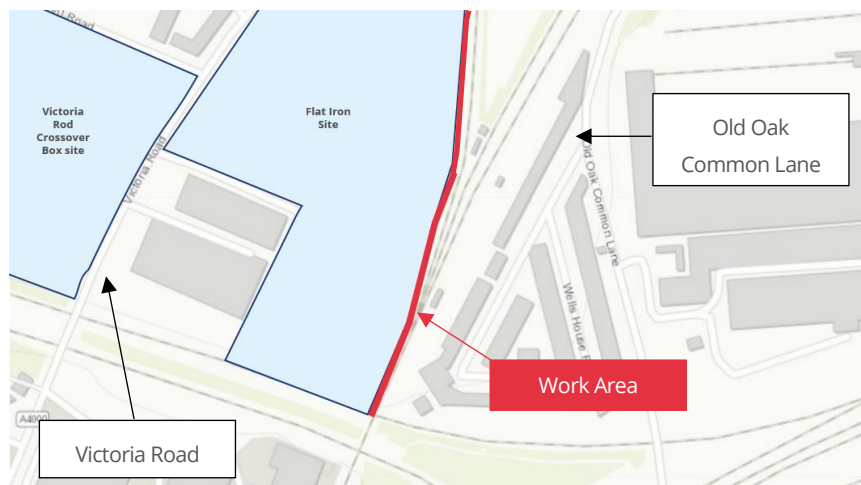 Road
Victoria
Rod
Crossover
Box site
Flat Iron
Site
Victoria Road
Old Oak
Common Lane
Old Oak Common Lane
Wells House
Work Area
A4000
Victoria Road